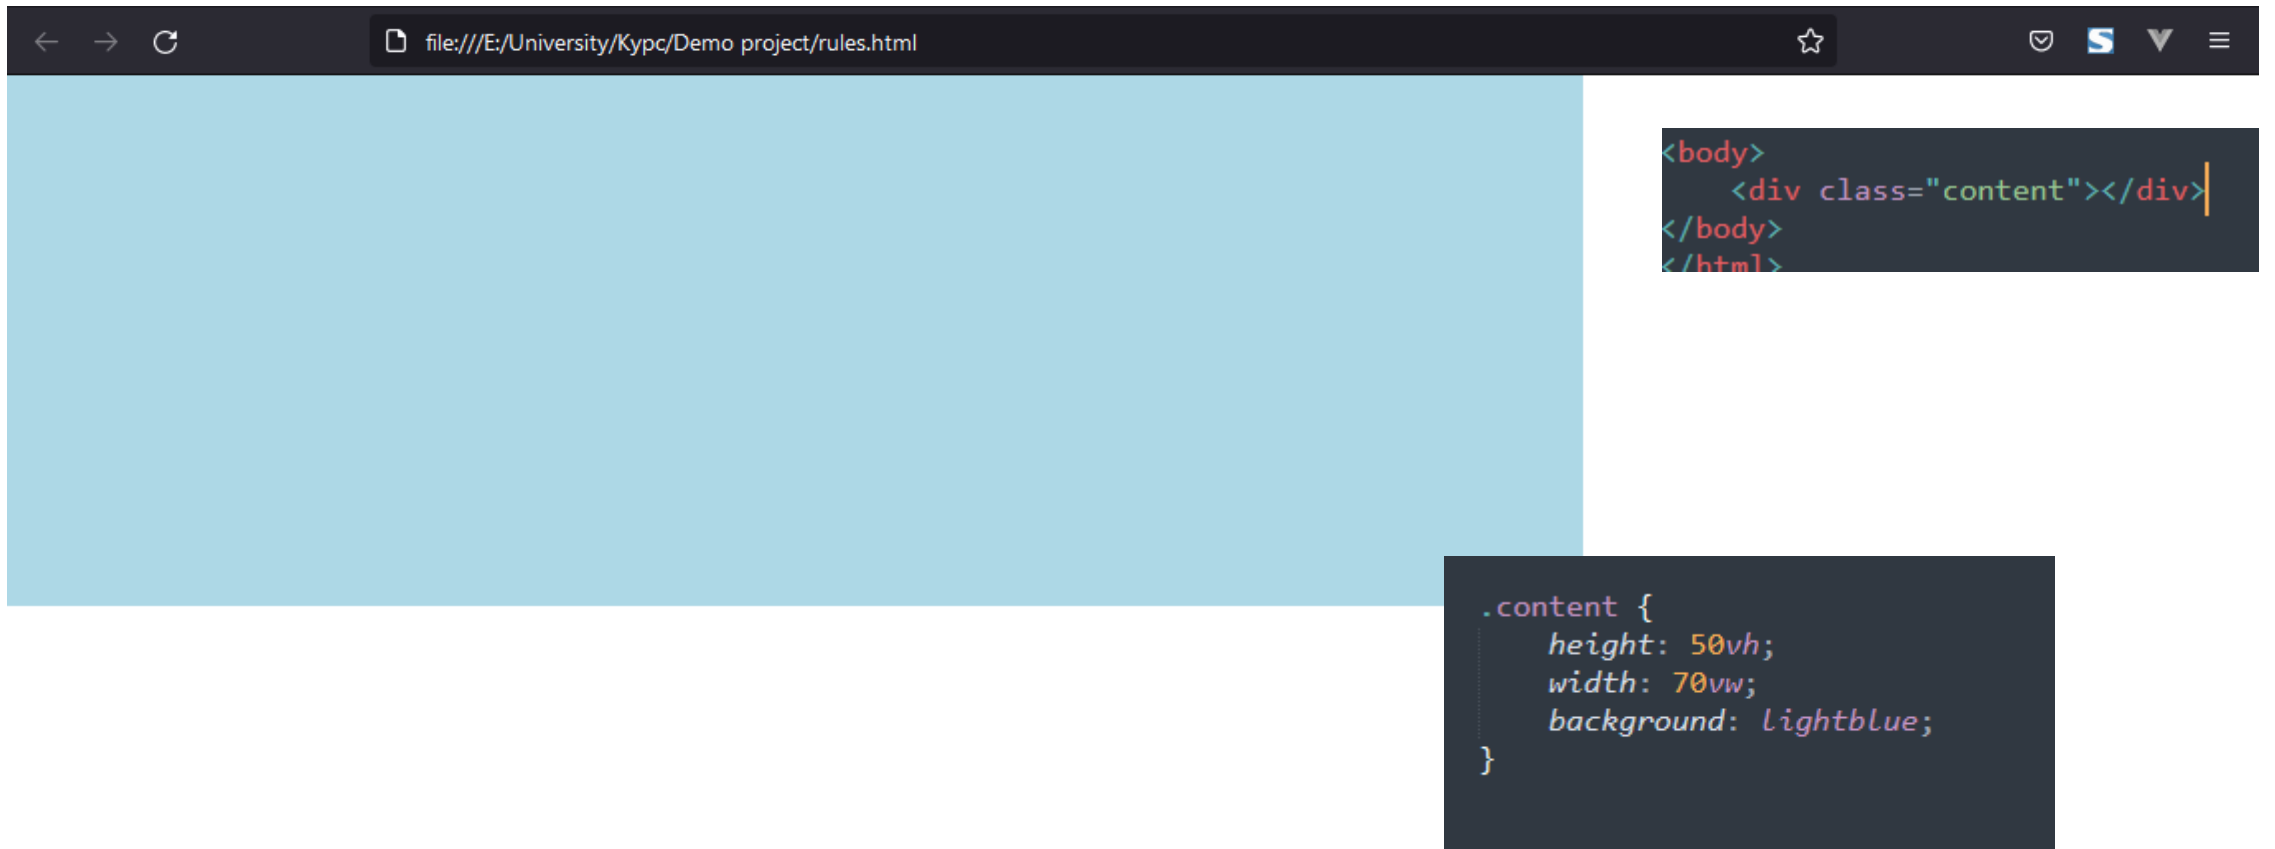 file:///E:/University/Курс/Demo project/rules.html
<body>
<div class="content"></div>
</body>
</html>
.content {
height: 50vh;
width: 70vw;
background: lightblue;
}